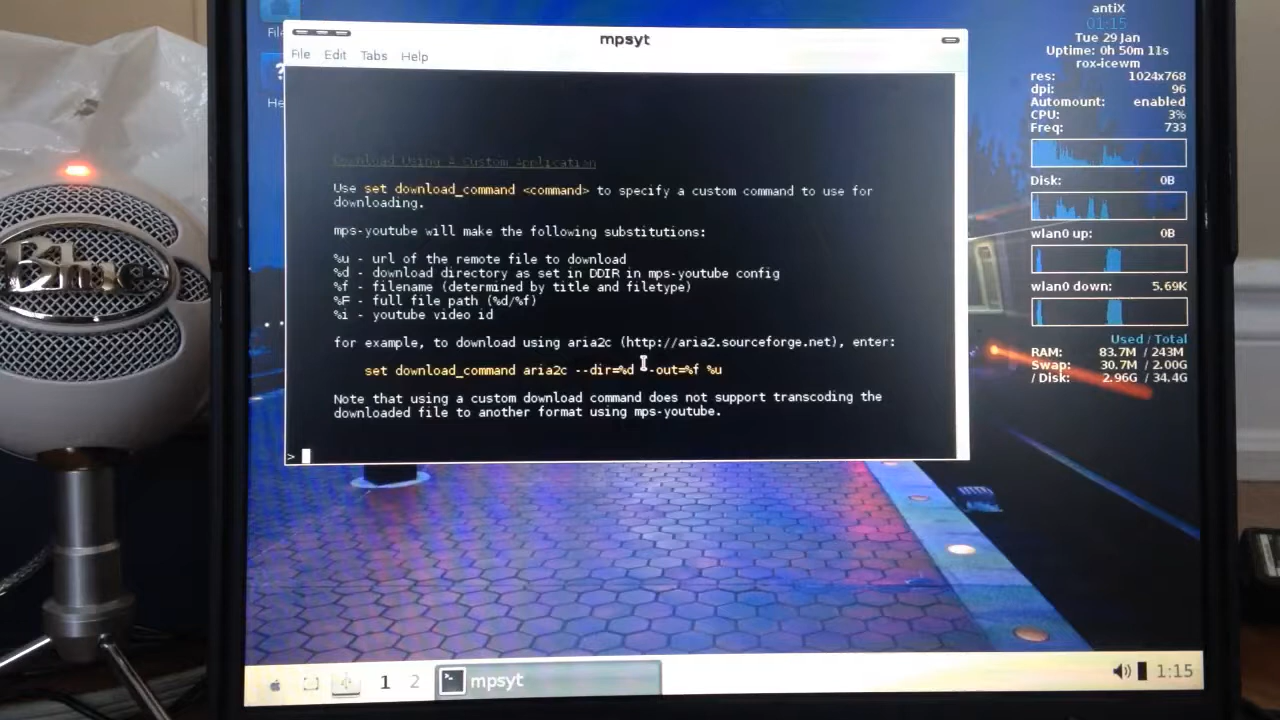 mpsyt
File Edit Tabs Help
Download Using A Custom Application
Use set download_command <command> to specify a custom command to use for
downloading.
mps-youtube will make the following substitutions:
%u - url of the remote file to download
%d - download directory as set in DDIR in mps-youtube config
%f - filename (determined by title and filetype)
%F - full file path (%d/%f)
%i - youtube video id
for example, to download using aria2c (http://aria2.sourceforge.net), enter:
set download_command aria2c --dir=%d --out=%f %u
Note that using a custom download command does not support transcoding the
downloaded file to another format using mps-youtube.
>
antiX
01:15
Tue 29 Jan
Uptime: 0h 50m 11s
rox-icewm
res: 1024x768
dpi: 96
Automount: enabled
CPU: 3%
Freq: 733
Disk: 0B
wlan0 up: 0B
wlan0 down: 5.69K
Used / Total
RAM: 83.7M / 243M
Swap: 30.7M / 2.00G
/ Disk: 2.96G / 34.4G
1 2 mpsyt 1:15
Blue